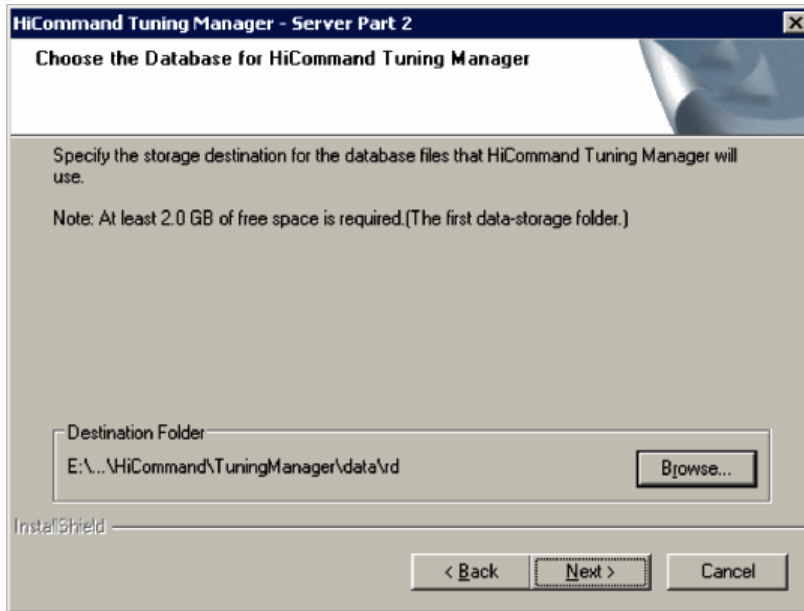 HiCommand Tuning Manager - Server Part 2
Choose the Database for HiCommand Tuning Manager
Specify the storage destination for the database files that HiCommand Tuning Manager will
use.
Note: At least 2.0 GB of free space is required.(The first data-storage folder.)
Destination Folder
E:\...\HiCommand\TuningManager\data\rd
Browse...
InstallShield
< Back
Next >
Cancel